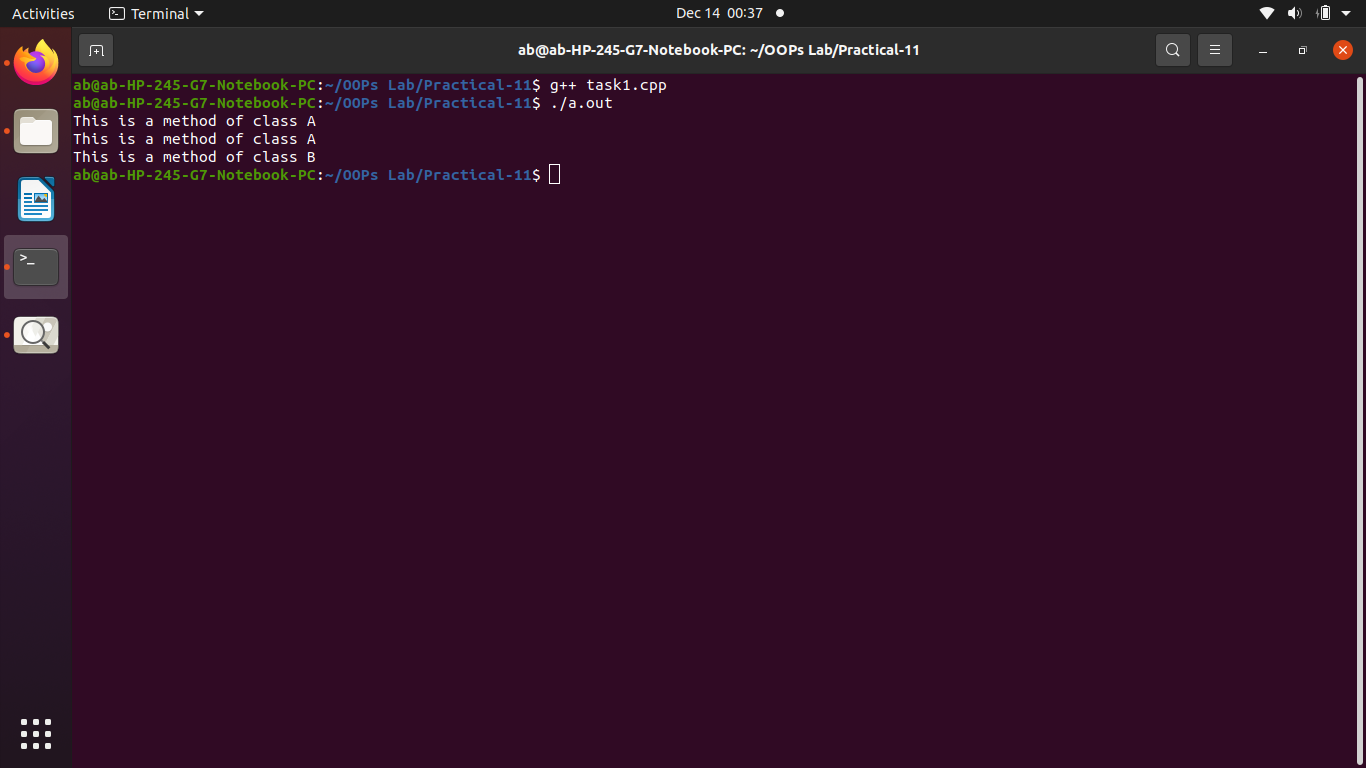 Activities Terminal Dec 14 00:37
ab@ab-HP-245-G7-Notebook-PC: ~/OOPs Lab/Practical-11
ab@ab-HP-245-G7-Notebook-PC:~/OOPs Lab/Practical-11$ g++ task1.cpp
ab@ab-HP-245-G7-Notebook-PC:~/OOPs Lab/Practical-11$ ./a.out
This is a method of class A
This is a method of class A
This is a method of class B
ab@ab-HP-245-G7-Notebook-PC:~/OOPs Lab/Practical-11$